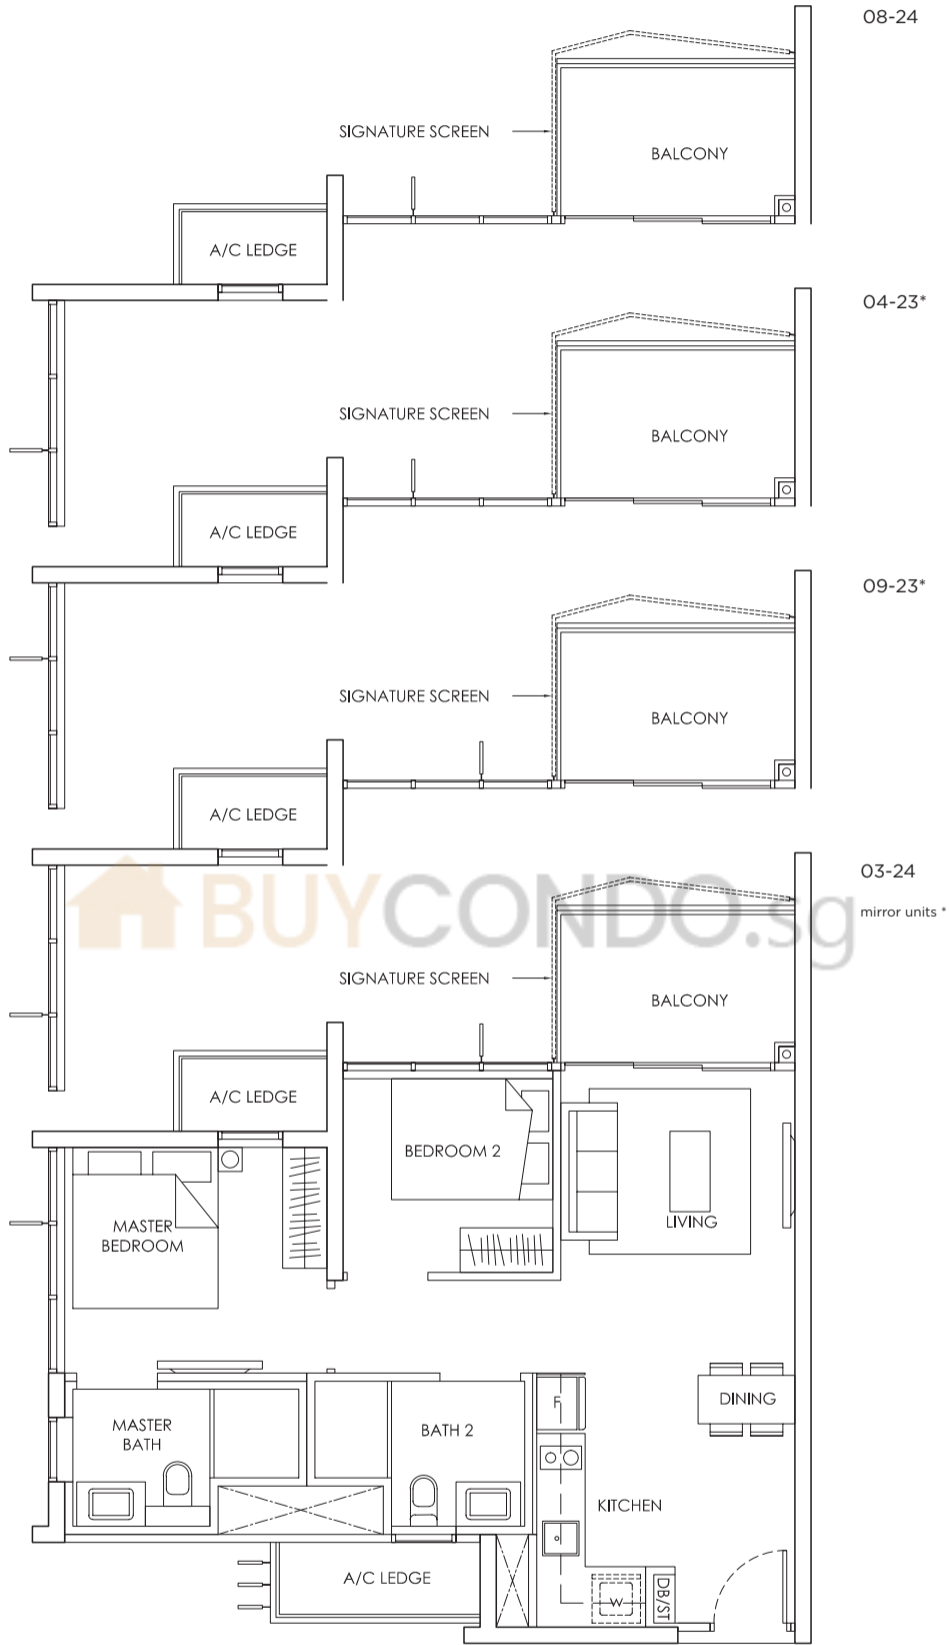 08-24
SIGNATURE SCREEN
BALCONY
A/C LEDGE
04-23*
SIGNATURE SCREEN
BALCONY
A/C LEDGE
09-23*
SIGNATURE SCREEN
BALCONY
A/C LEDGE
03-24
mirror units *
BUYCONDO.sg
SIGNATURE SCREEN
BALCONY
A/C LEDGE
BEDROOM 2
LIVING
MASTER
BEDROOM
DINING
F
MASTER
BATH
BATH 2
KITCHEN
A/C LEDGE
W
DB/ST